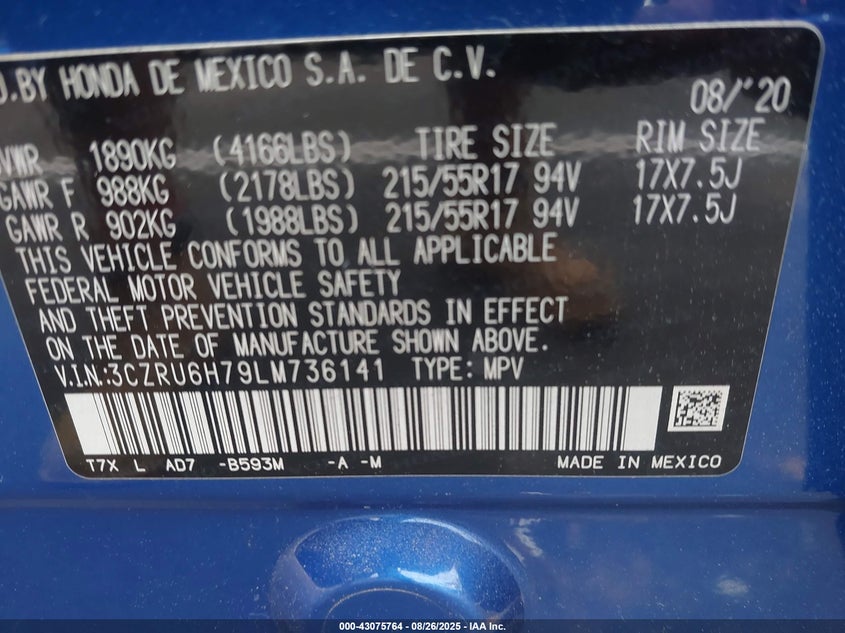 BY HONDA DE MEXICO S.A. DE C.V.
08/'20
1890KG (4166LBS) TIRE SIZE RIM SIZE
GAWR F 988KG (2178LBS) 215/55R17 94V 17X7.5J
GAWR R 902KG (1988LBS) 215/55R17 94V 17X7.5J
THIS VEHICLE CONFORMS TO ALL APPLICABLE
FEDERAL MOTOR VEHICLE SAFETY
AND THEFT PREVENTION STANDARDS IN EFFECT
ON THE DATE OF MANUFACTURE SHOWN ABOVE.
V.I.N.:3CZRU6H79LM736141 TYPE: MPV
T7X L AD7 -B593M -A -M MADE IN MEXICO
000-43075764 - 08/26/2025 - IAA Inc.